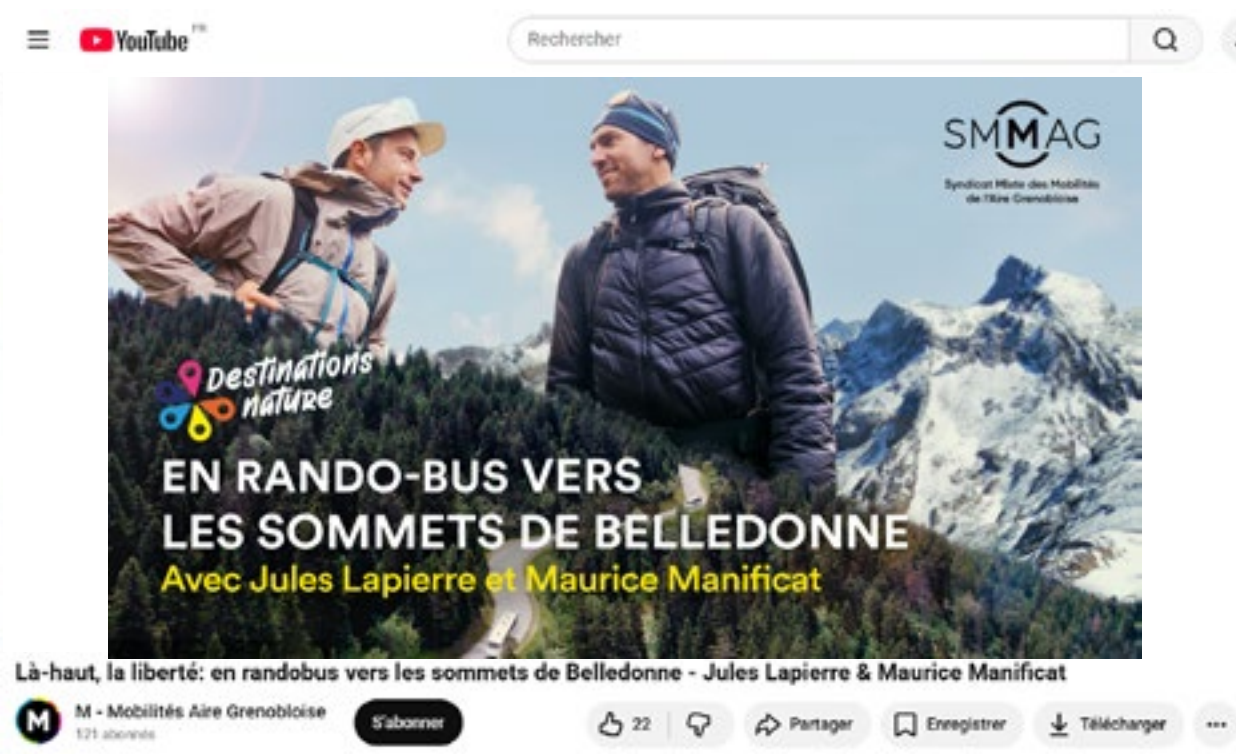 YouTube FR
Rechercher
SMMAG
Syndicat Mixte des Mobilités
de l'Aire Grenobloise
Destinations
nature
EN RANDO-BUS VERS
LES SOMMETS DE BELLEDONNE
Avec Jules Lapierre et Maurice Manificat
Là-haut, la liberté: en randobus vers les sommets de Belledonne - Jules Lapierre & Maurice Manificat
M
M - Mobilités Aire Grenobloise
121 abonnés
S'abonner
22
Partager
Enregistrer
Télécharger